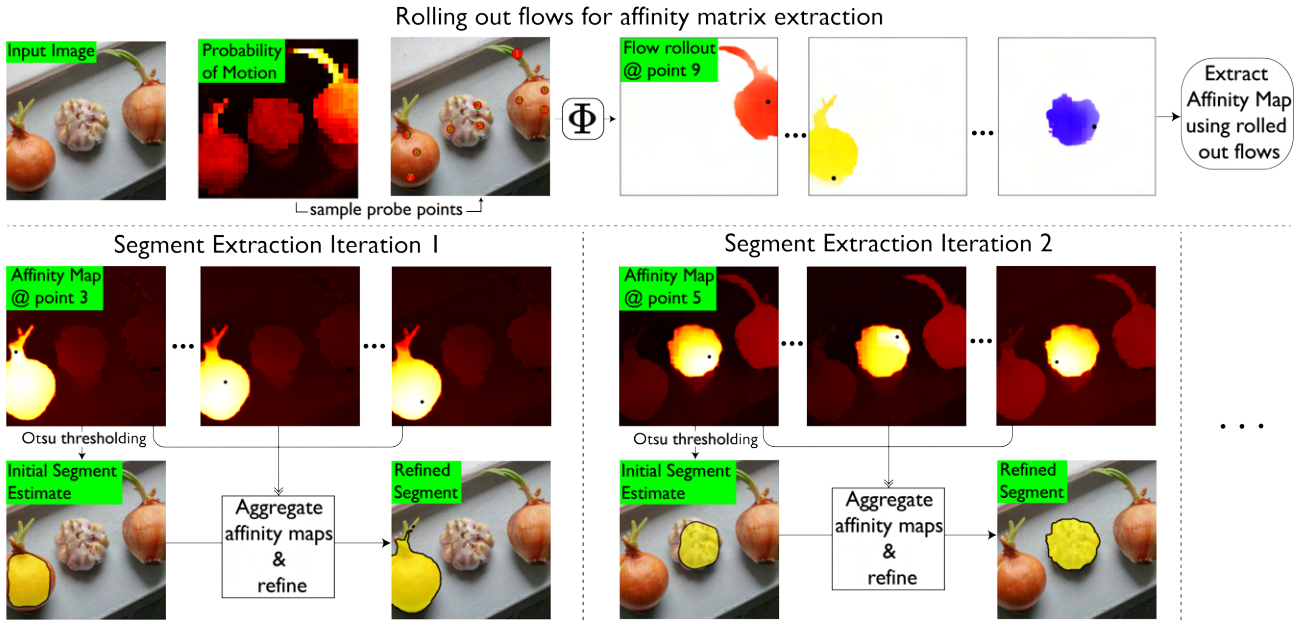 Rolling out flows for affinity matrix extraction
Input Image
Probability
of Motion
sample probe points
Φ
Flow rollout
@ point 9
...
...
Extract
Affinity Map
using rolled
out flows
Segment Extraction Iteration 1
Affinity Map
@ point 3
...
...
Otsu thresholding
Initial Segment
Estimate
Aggregate
affinity maps
&
refine
Refined
Segment
Segment Extraction Iteration 2
Affinity Map
@ point 5
...
...
Otsu thresholding
Initial Segment
Estimate
Aggregate
affinity maps
&
refine
Refined
Segment
. . .